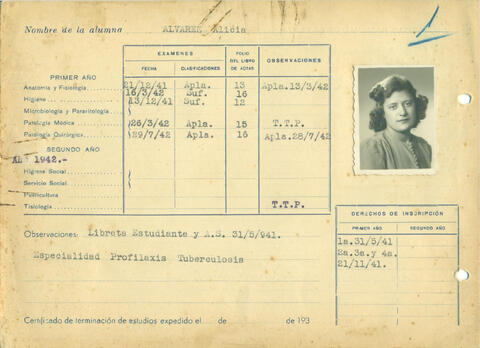 Nombre de la alumna ALVAREZ Alicia
1
EXAMENES
FECHA CLASIFICACIONES FOLIO DEL LIBRO DE ACTAS OBSERVACIONES
PRIMER AÑO
Anatomía y Fisiología 21/12/41 Apla. 13 Apla.13/3/42
16/3/42 Suf. 16
Higiene 13/12/41 Suf. 12
Microbiología y Parasitología
Patología Médica 26/3/42 Apla. 15 T.T.P.
Patología Quirúrgica 29/7/42 Apla. 16 Apla.28/7/42
SEGUNDO AÑO
1942.-
Higiene Social
Servicio Social
Puericultura
Tisiología T.T.P.
DERECHOS DE INSCRIPCIÓN
PRIMER AÑO SEGUNDO AÑO
1a.31/5/41
2a.3a.y 4a.
21/11/41.
Observaciones: Libreta Estudiante y A.S. 31/5/941.
Especialidad Profilaxis Tuberculosis
Certificado de terminación de estudios expedido el de de 193